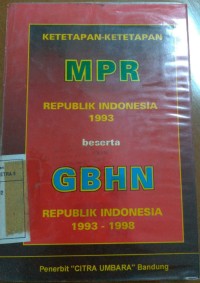 KETETAPAN-KETETAPAN
MPR
REPUBLIK INDONESIA
1993
beserta
GBHN
REPUBLIK INDONESIA
1993 - 1998
Penerbit "CITRA UMBARA" Bandung